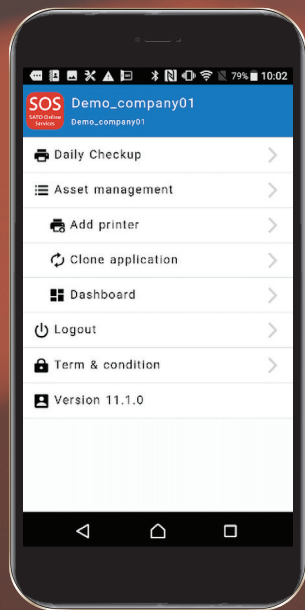 79% 10:02
SOS
SATO Online
Services
Demo_company01
Demo_company01
Daily Checkup
Asset management
Add printer
Clone application
Dashboard
Logout
Term & condition
Version 11.1.0